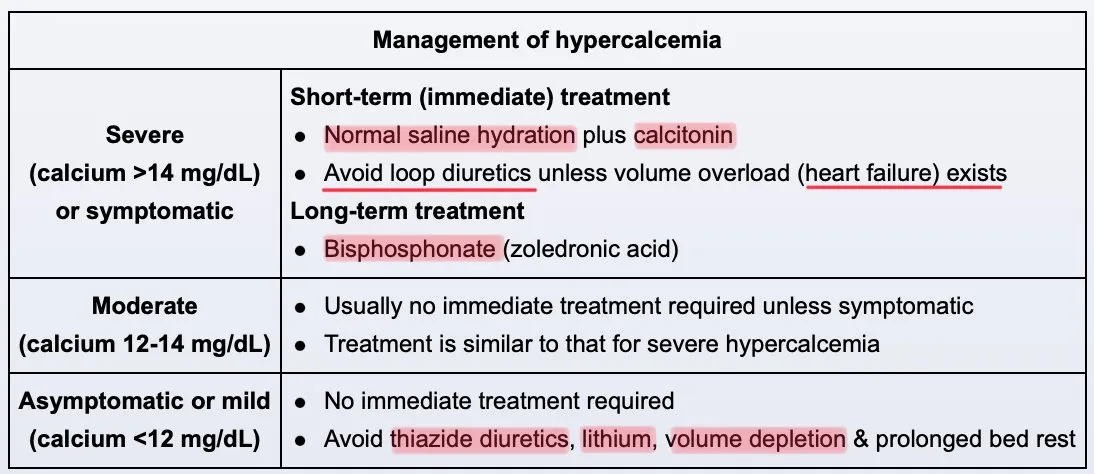 Management of hypercalcemia
Severe
(calcium >14 mg/dL)
or symptomatic
Short-term (immediate) treatment
● Normal saline hydration plus calcitonin
● Avoid loop diuretics unless volume overload (heart failure) exists
Long-term treatment
● Bisphosphonate (zoledronic acid)
Moderate
(calcium 12-14 mg/dL)
● Usually no immediate treatment required unless symptomatic
● Treatment is similar to that for severe hypercalcemia
Asymptomatic or mild
(calcium <12 mg/dL)
● No immediate treatment required
● Avoid thiazide diuretics, lithium, volume depletion & prolonged bed rest